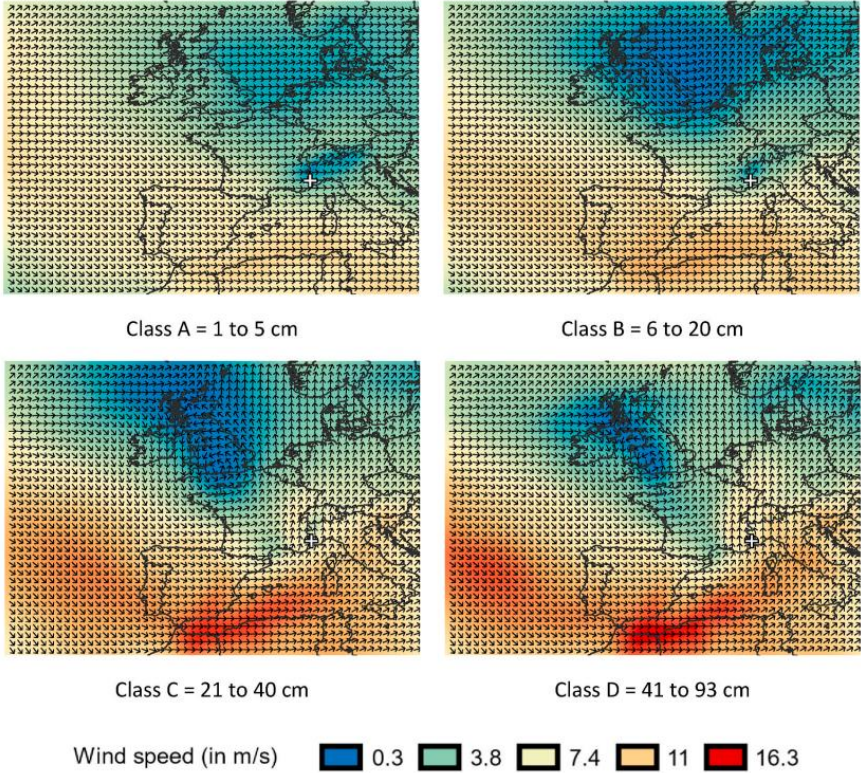 Class A = 1 to 5 cm
Class B = 6 to 20 cm
Class C = 21 to 40 cm
Class D = 41 to 93 cm
Wind speed (in m/s) 0.3 3.8 7.4 11 16.3